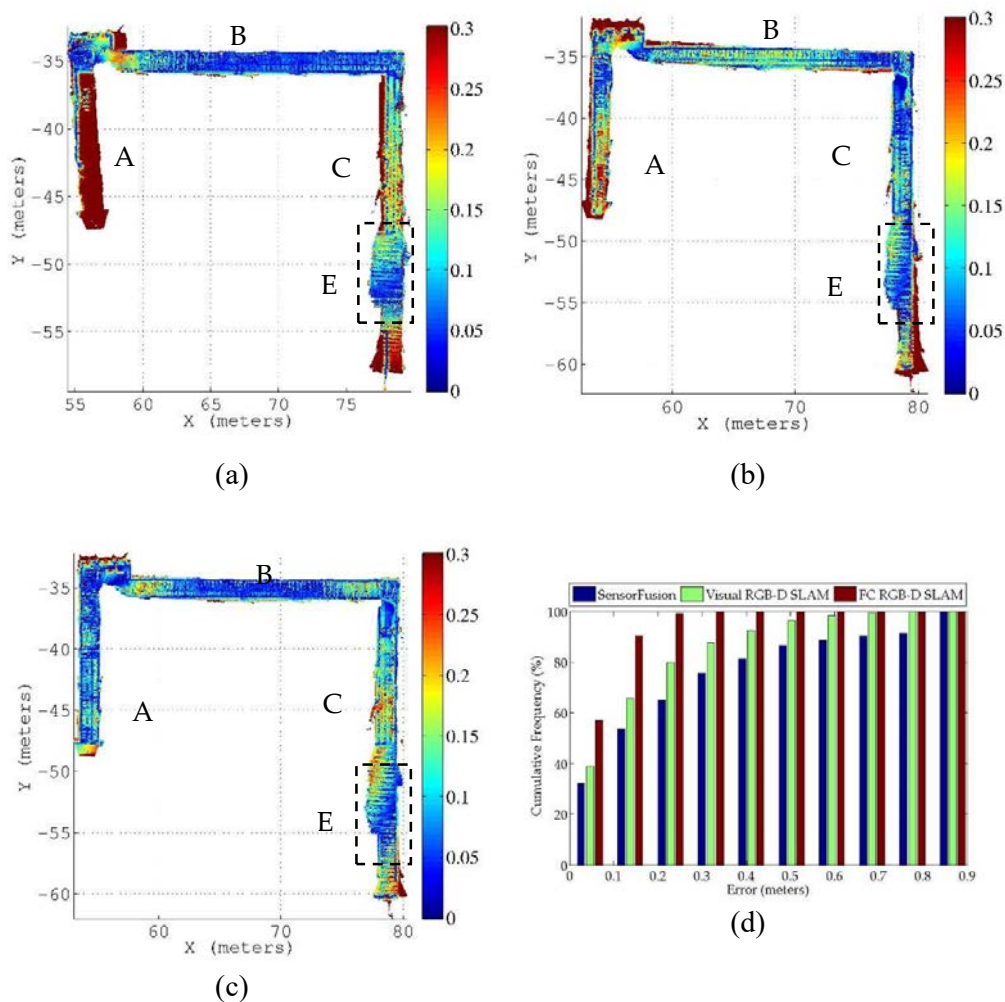 B
A
C
E
Y (meters)
-35
-40
-45
-50
-55
55
60
65
70
75
X (meters)
0.3
0.25
0.2
0.15
0.1
0.05
0
(a)
B
A
C
E
Y (meters)
-35
-40
-45
-50
-55
-60
60
70
80
X (meters)
0.3
0.25
0.2
0.15
0.1
0.05
0
(b)
B
A
C
E
Y (meters)
-35
-40
-45
-50
-55
-60
60
70
80
X (meters)
0.3
0.25
0.2
0.15
0.1
0.05
0
(c)
SensorFusion Visual RGB-D SLAM FC RGB-D SLAM
Cumulative Frequency (%)
100
80
60
40
20
0
0 0.1 0.2 0.3 0.4 0.5 0.6 0.7 0.8 0.9
Error (meters)
(d)